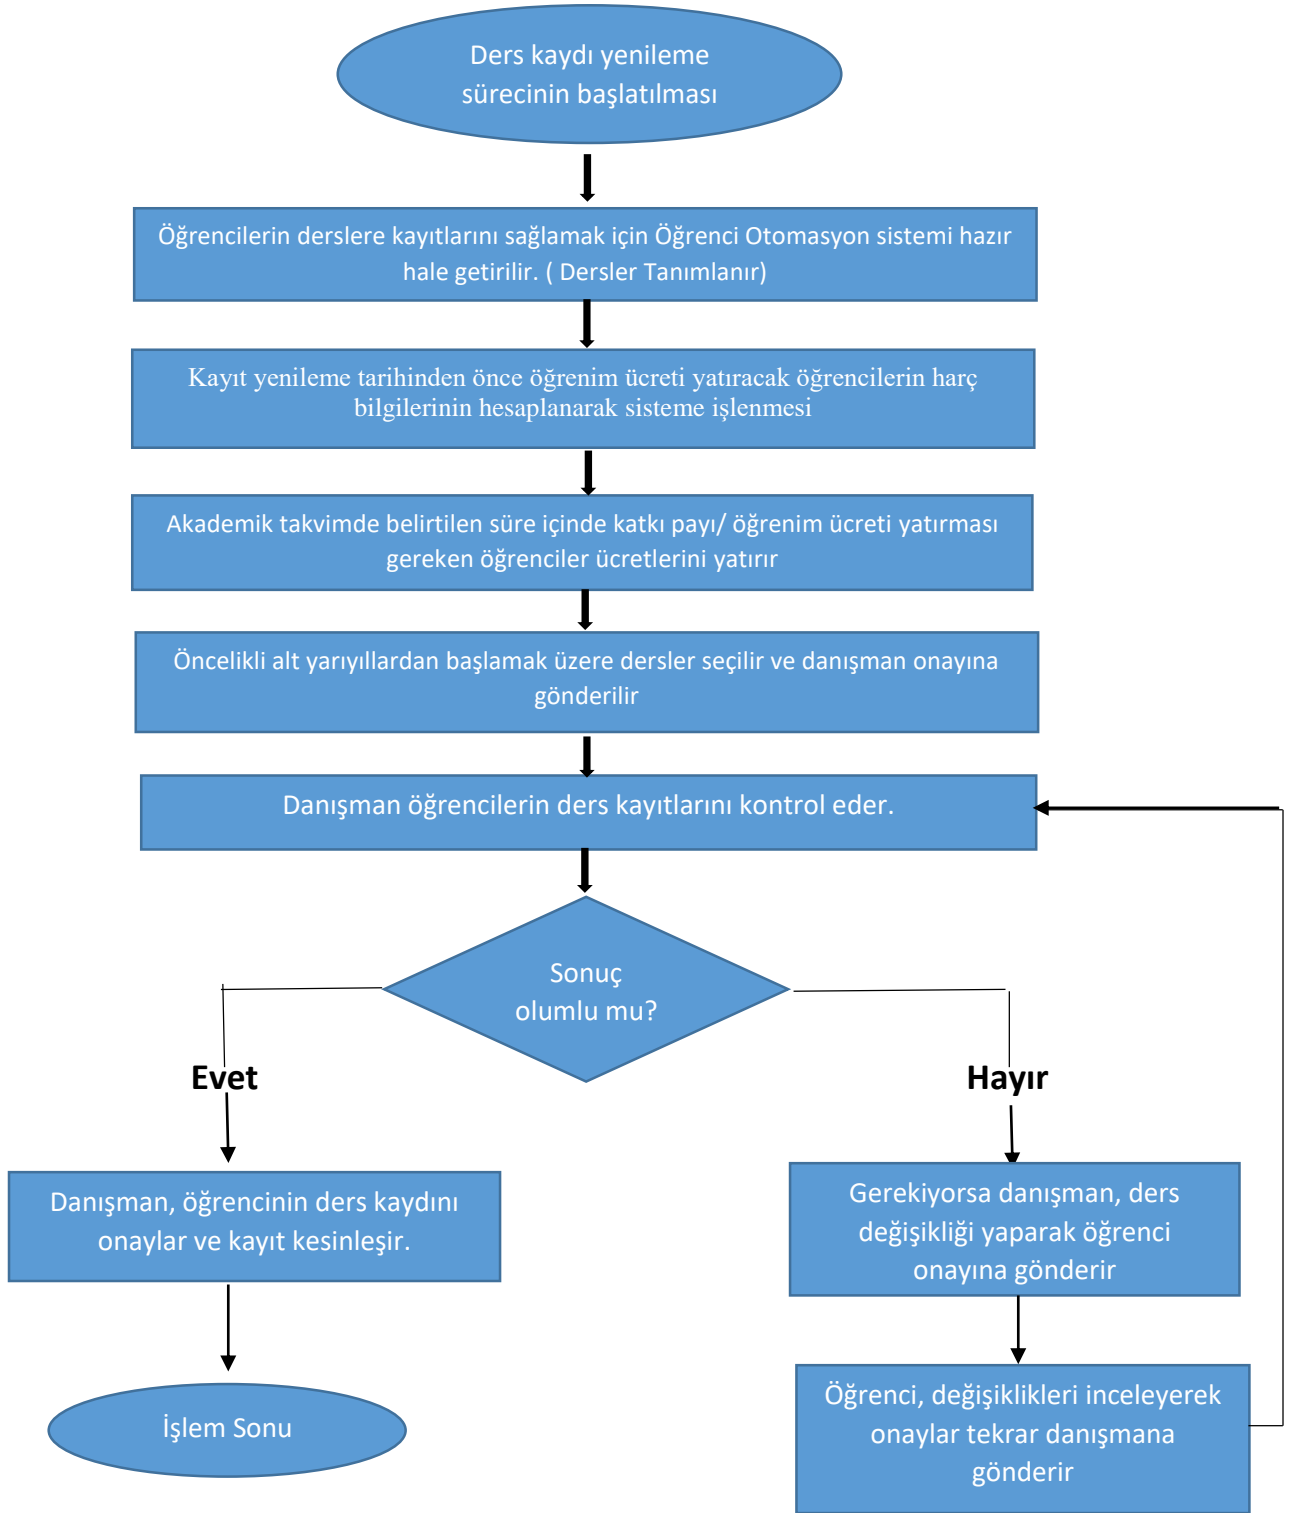 Ders kaydı yenileme
sürecinin başlatılması
Öğrencilerin derslere kayıtlarını sağlamak için Öğrenci Otomasyon sistemi hazır
hale getirilir. ( Dersler Tanımlanır)
Kayıt yenileme tarihinden önce öğrenim ücreti yatıracak öğrencilerin harç
bilgilerinin hesaplanarak sisteme işlenmesi
Akademik takvimde belirtilen süre içinde katkı payı/ öğrenim ücreti yatırması
gereken öğrenciler ücretlerini yatırır
Öncelikli alt yarıyıllardan başlamak üzere dersler seçilir ve danışman onayına
gönderilir
Danışman öğrencilerin ders kayıtlarını kontrol eder.
Sonuç
olumlu mu?
Evet
Hayır
Danışman, öğrencinin ders kaydını
onaylar ve kayıt kesinleşir.
Gerekiyorsa danışman, ders
değişikliği yaparak öğrenci
onayına gönderir
İşlem Sonu
Öğrenci, değişiklikleri inceleyerek
onaylar tekrar danışmana
gönderir